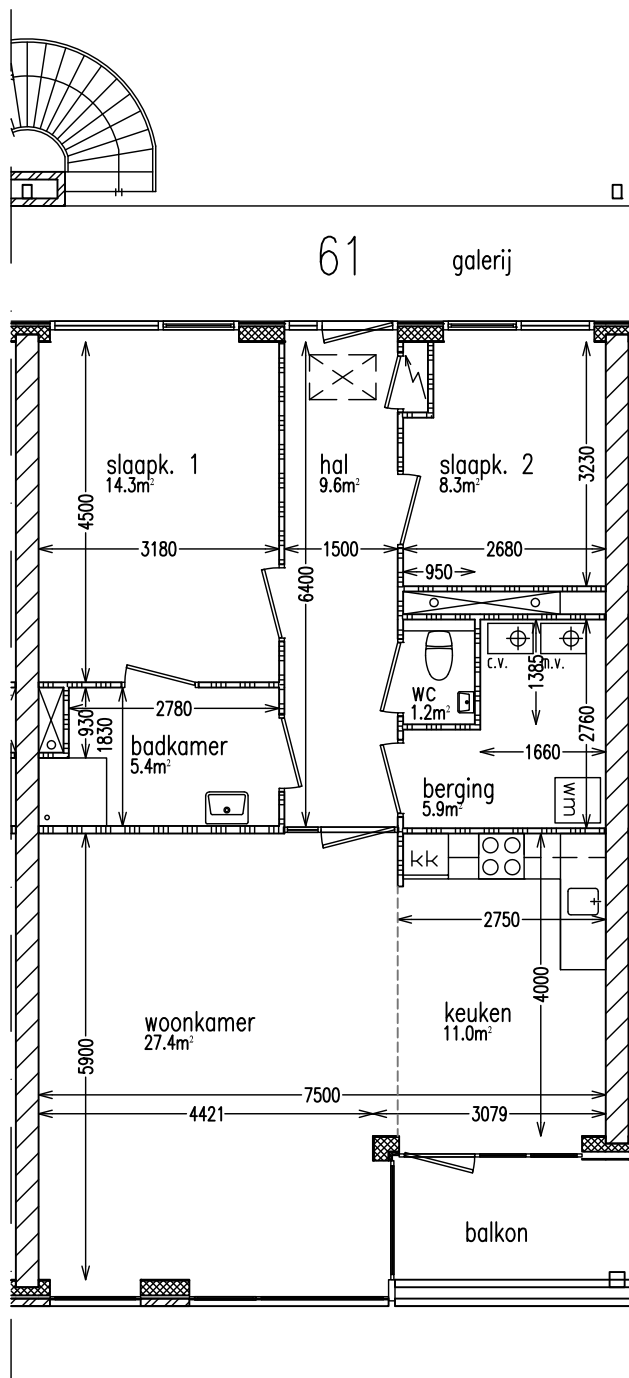 61
galerij
slaapk. 1
14.3m²
hal
9.6m²
slaapk. 2
8.3m²
4500
3230
3180
1500
2680
950
6400
c.v.
m.v.
1385
2760
wc
1.2m²
930
1830
2780
badkamer
5.4m²
1660
berging
5.9m²
wm
kk
2750
4000
woonkamer
27.4m²
keuken
11.0m²
5900
7500
4421
3079
balkon